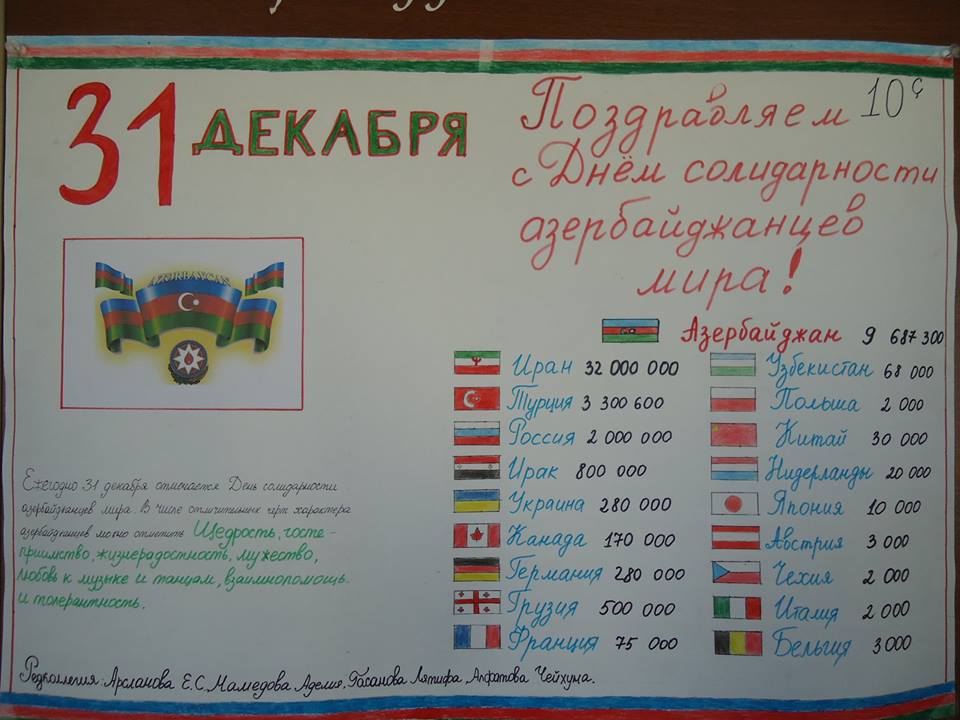 31 ДЕКАБРЯ
Поздравляем 10ç
с Днём солидарности
азербайджанцев
мира!
AZƏRBAYCAN
Ежегодно 31 декабря отмечается День солидарности
азербайджанцев мира. В числе отличительных черт характера
азербайджанцев можно отметить Щедрость, госте-
приимство, жизнерадостность, мужество,
любовь к музыке и танцам, взаимопомощь
и толерантность.
Азербайджан 9 687 300
Иран 32 000 000
Турция 3 300 600
Россия 2 000 000
Ирак 800 000
Украина 280 000
Канада 170 000
Германия 280 000
Грузия 500 000
Франция 75 000
Узбекистан 68 000
Польша 2 000
Китай 30 000
Нидерланды 20 000
Япония 10 000
Австрия 3 000
Чехия 2 000
Италия 2 000
Бельгия 3 000
Редколлегия: Арсланова Е.С. Мамедова Аделия, Гасанова Лятифа, Чейхуна.